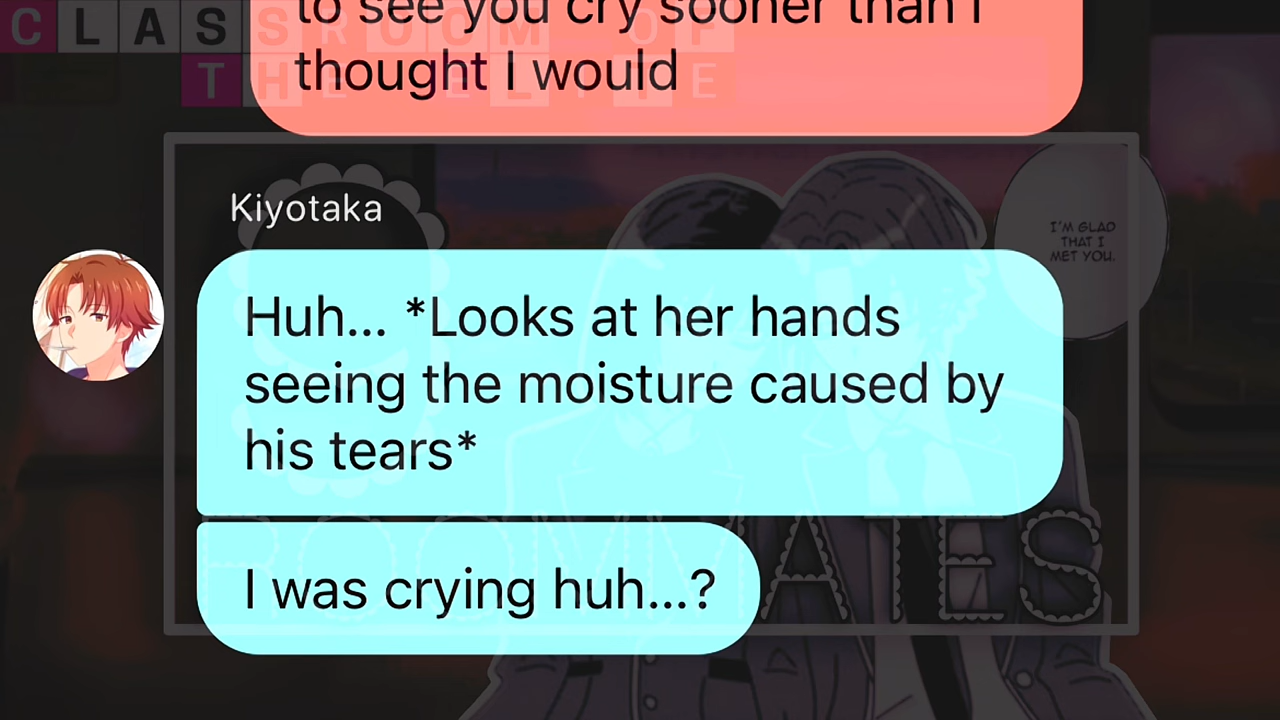 CLASSROOM OF
THE ELITE
to see you cry sooner than I
thought I would
I'M GLAD
THAT I
MET YOU.
Kiyotaka
Huh... *Looks at her hands
seeing the moisture caused by
his tears*
I was crying huh...?
ROOMMATES